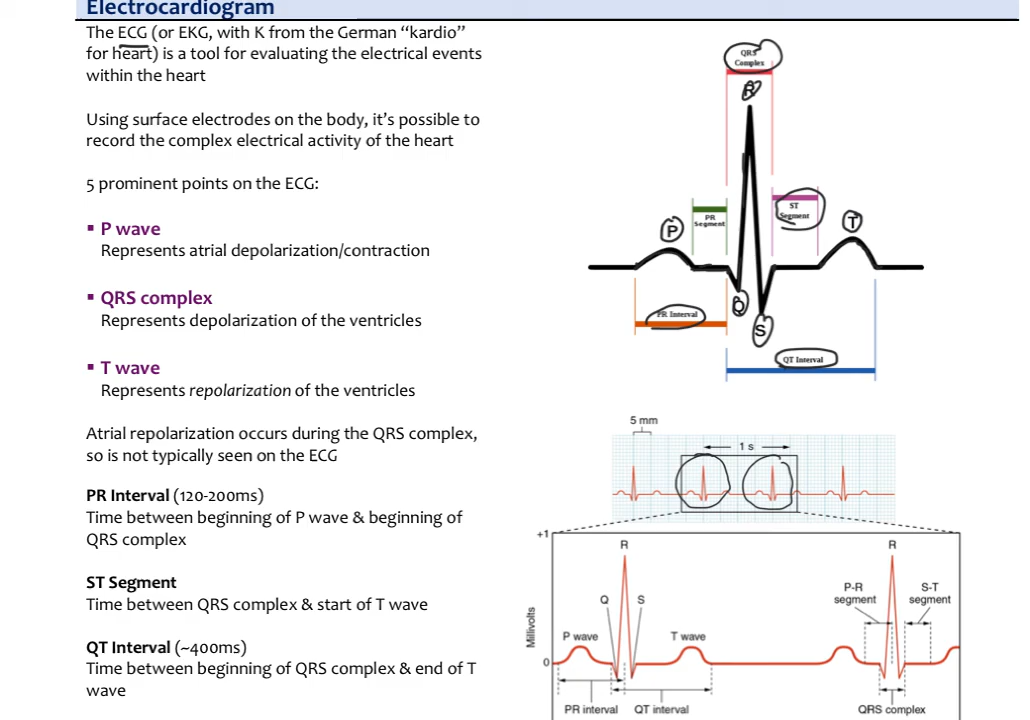 Electrocardiogram
The ECG (or EKG, with K from the German “kardio”
for heart) is a tool for evaluating the electrical events
within the heart
Using surface electrodes on the body, it’s possible to
record the complex electrical activity of the heart
5 prominent points on the ECG:
▪ P wave
Represents atrial depolarization/contraction
▪ QRS complex
Represents depolarization of the ventricles
▪ T wave
Represents repolarization of the ventricles
Atrial repolarization occurs during the QRS complex,
so is not typically seen on the ECG
PR Interval (120-200ms)
Time between beginning of P wave & beginning of
QRS complex
ST Segment
Time between QRS complex & start of T wave
QT Interval (~400ms)
Time between beginning of QRS complex & end of T
wave
QRS
Complex
R
PR
Segment
ST
Segment
P
T
Q
S
PR Interval
QT Interval
5 mm
1 s
+1
Millivolts
0
R
Q
S
P wave
T wave
PR interval
QT interval
R
P-R
segment
S-T
segment
QRS complex